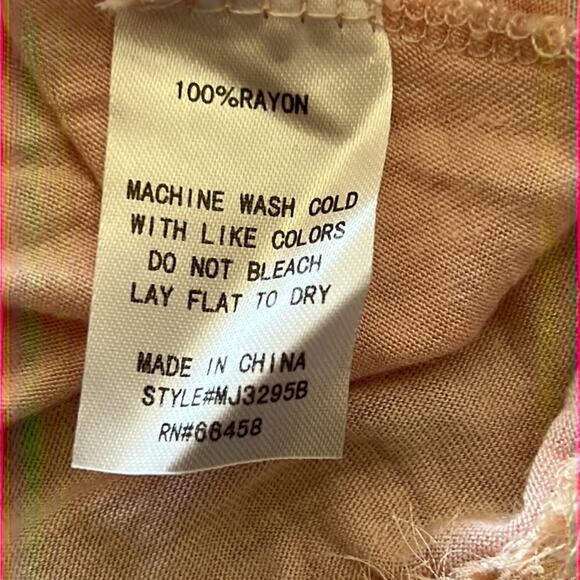 100%RAYON
MACHINE WASH COLD
WITH LIKE COLORS
DO NOT BLEACH
LAY FLAT TO DRY
MADE IN CHINA
STYLE#MJ3295B
RN#66458